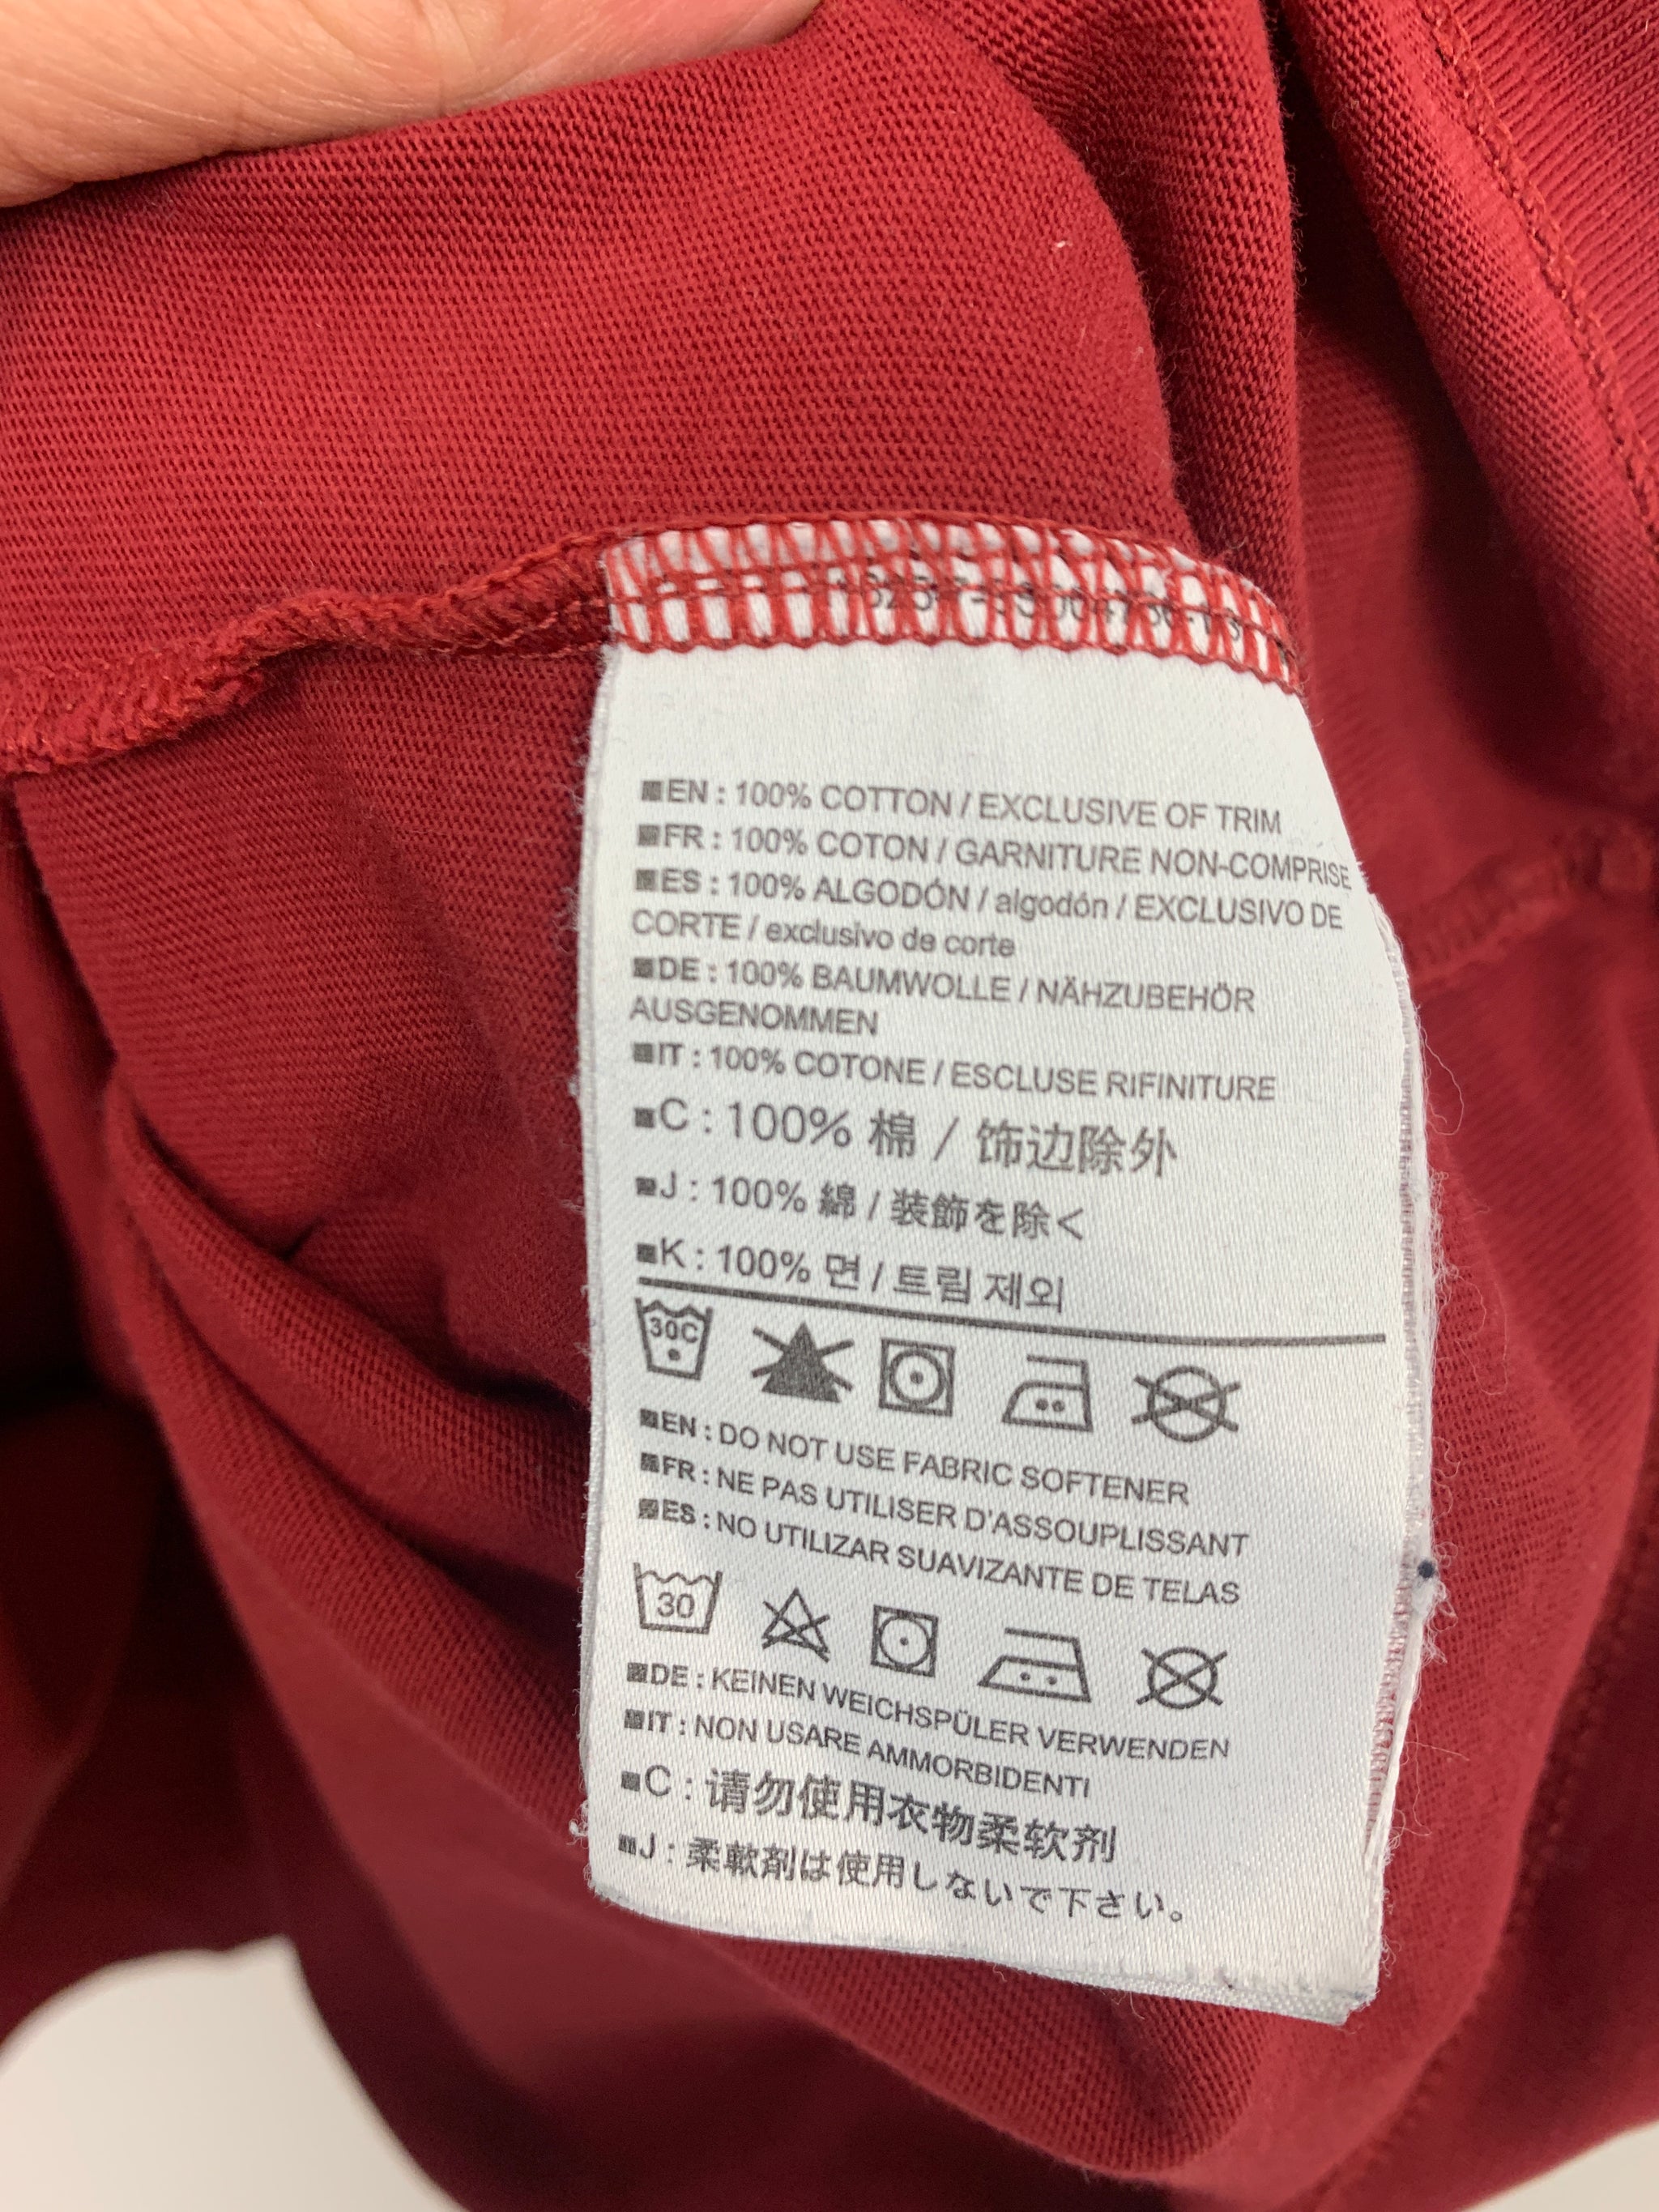 EN : 100% COTTON / EXCLUSIVE OF TRIM
FR : 100% COTON / GARNITURE NON-COMPRISE
ES : 100% ALGODÓN / algodón / EXCLUSIVO DE
CORTE / exclusivo de corte
DE : 100% BAUMWOLLE / NÄHZUBEHÖR
AUSGENOMMEN
IT : 100% COTONE / ESCLUSE RIFINITURE
C : 100% 棉 / 饰边除外
J : 100% 綿 / 装飾を除く
K : 100% 면 / 트림 제외
30C
EN : DO NOT USE FABRIC SOFTENER
FR : NE PAS UTILISER D'ASSOUPLISSANT
ES : NO UTILIZAR SUAVIZANTE DE TELAS
30
DE : KEINEN WEICHSPÜLER VERWENDEN
IT : NON USARE AMMORBIDENTI
C : 请勿使用衣物柔软剂
J : 柔軟剤は使用しないで下さい。